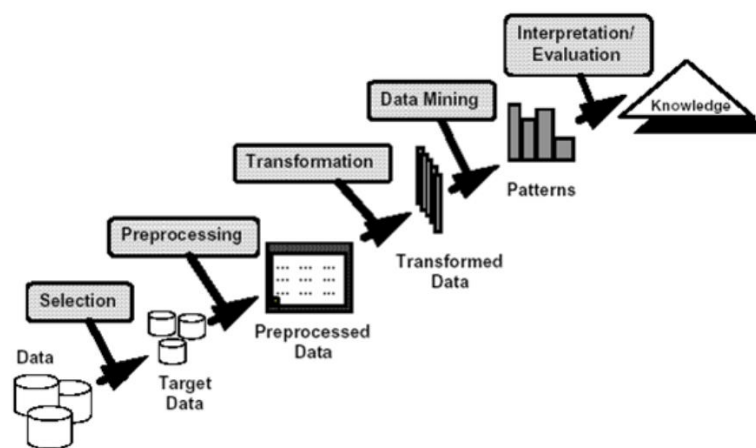 Interpretation/
Evaluation
Data Mining
Knowledge
Transformation
Patterns
Preprocessing
Transformed
Data
Selection
Preprocessed
Data
Data
Target
Data